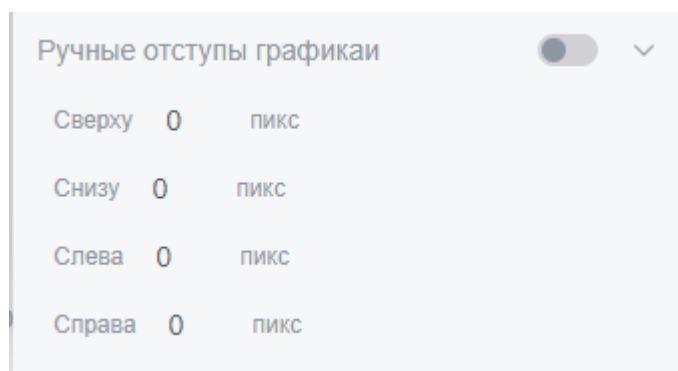 Ручные отступы графикаи
Сверху 0 пикс
Снизу 0 пикс
Слева 0 пикс
Справа 0 пикс